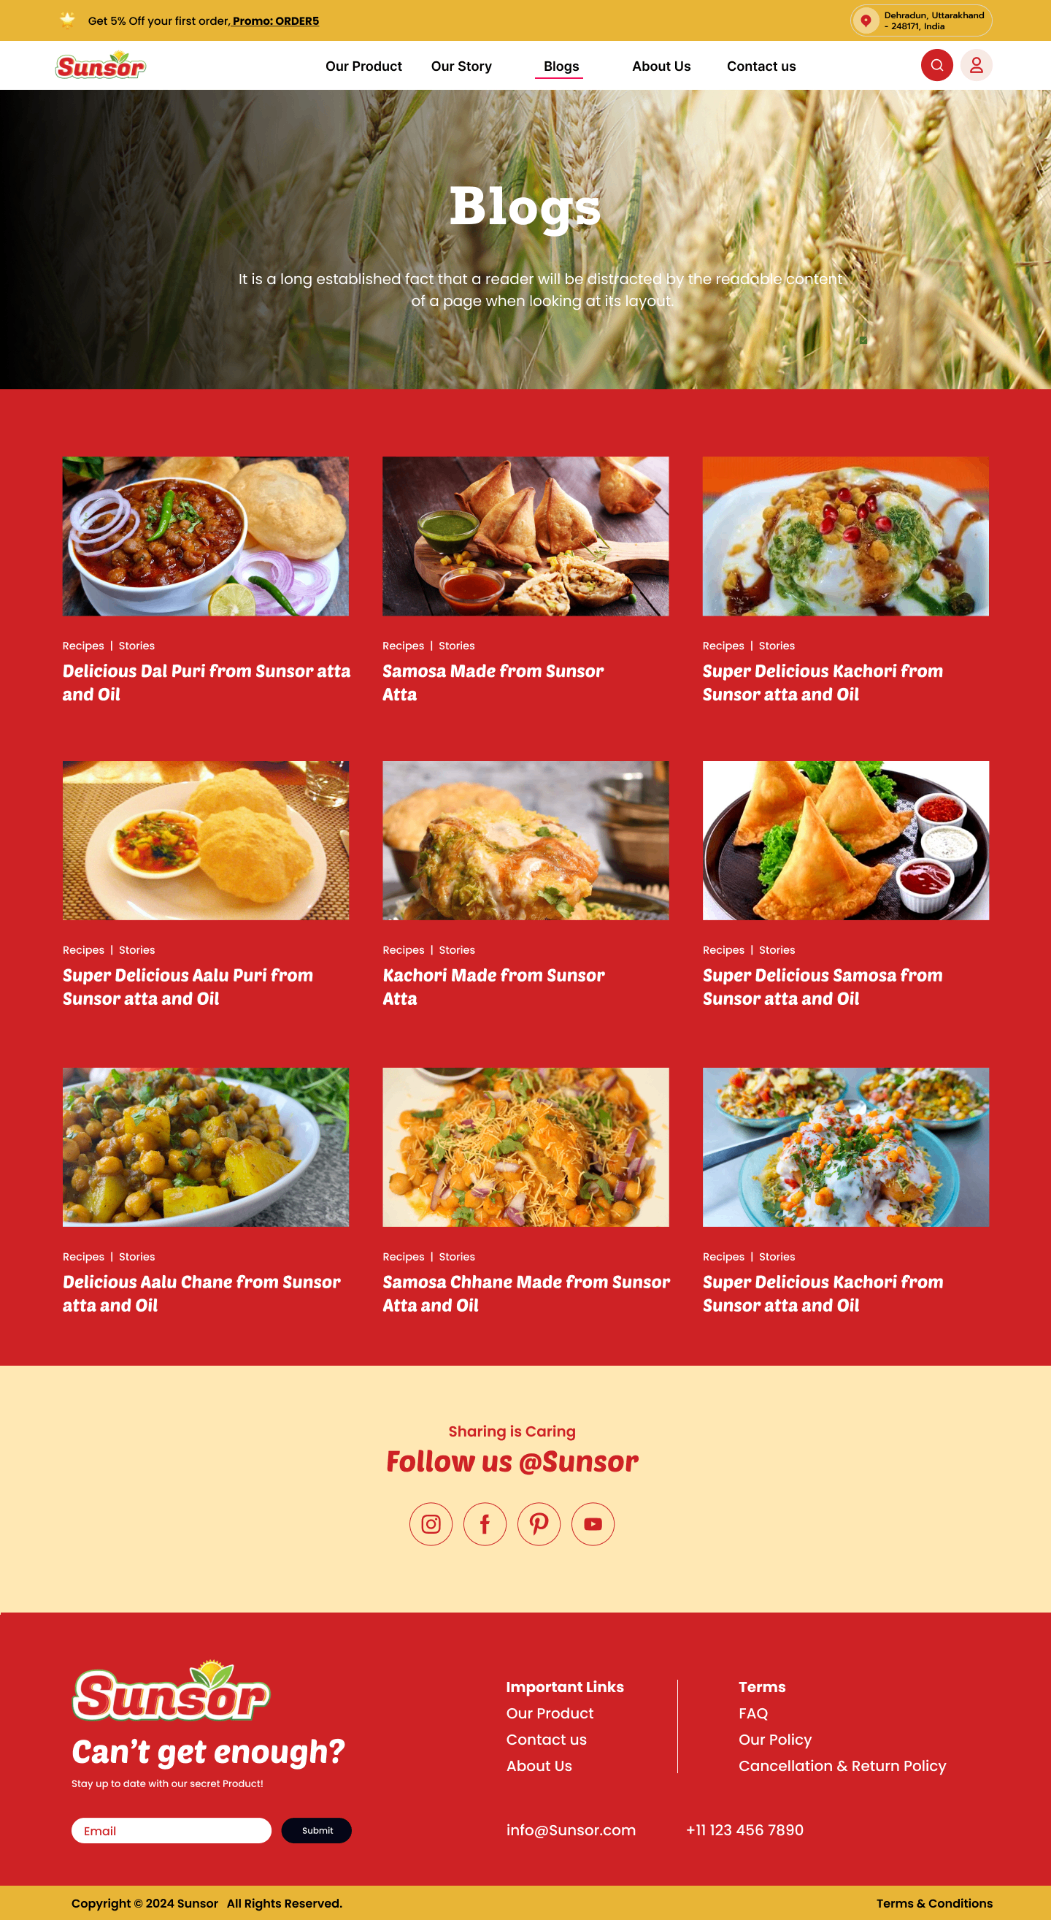 Get 5% Off your first order, Promo: ORDER5
Dehradun, Uttarakhand
- 248171, India
Sunsor
Our Product
Our Story
Blogs
About Us
Contact us
Blogs
It is a long established fact that a reader will be distracted by the readable content
of a page when looking at its layout.
Recipes | Stories
Delicious Dal Puri from Sunsor atta
and Oil
Recipes | Stories
Samosa Made from Sunsor
Atta
Recipes | Stories
Super Delicious Kachori from
Sunsor atta and Oil
Recipes | Stories
Super Delicious Aalu Puri from
Sunsor atta and Oil
Recipes | Stories
Kachori Made from Sunsor
Atta
Recipes | Stories
Super Delicious Samosa from
Sunsor atta and Oil
Recipes | Stories
Delicious Aalu Chane from Sunsor
atta and Oil
Recipes | Stories
Samosa Chhane Made from Sunsor
Atta and Oil
Recipes | Stories
Super Delicious Kachori from
Sunsor atta and Oil
Sharing is Caring
Follow us @Sunsor
Sunsor
Can't get enough?
Stay up to date with our secret Product!
Email
Submit
Important Links
Our Product
Contact us
About Us
Terms
FAQ
Our Policy
Cancellation & Return Policy
info@Sunsor.com
+11 123 456 7890
Copyright © 2024 Sunsor All Rights Reserved.
Terms & Conditions